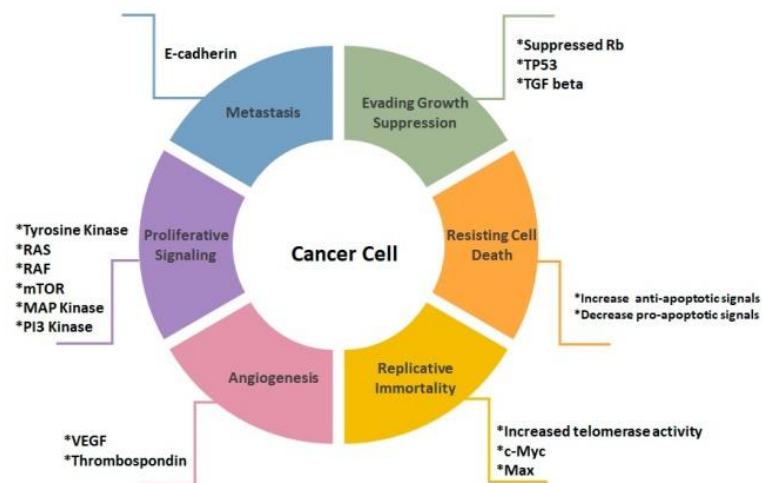 E-cadherin
Metastasis
*Suppressed Rb
*TP53
*TGF beta
Evading Growth
Suppression
*Tyrosine Kinase
*RAS
*RAF
*mTOR
*MAP Kinase
*PI3 Kinase
Proliferative
Signaling
Cancer Cell
Resisting Cell
Death
*Increase anti-apoptotic signals
*Decrease pro-apoptotic signals
Angiogenesis
*VEGF
*Thrombospondin
Replicative
Immortality
*Increased telomerase activity
*c-Myc
*Max